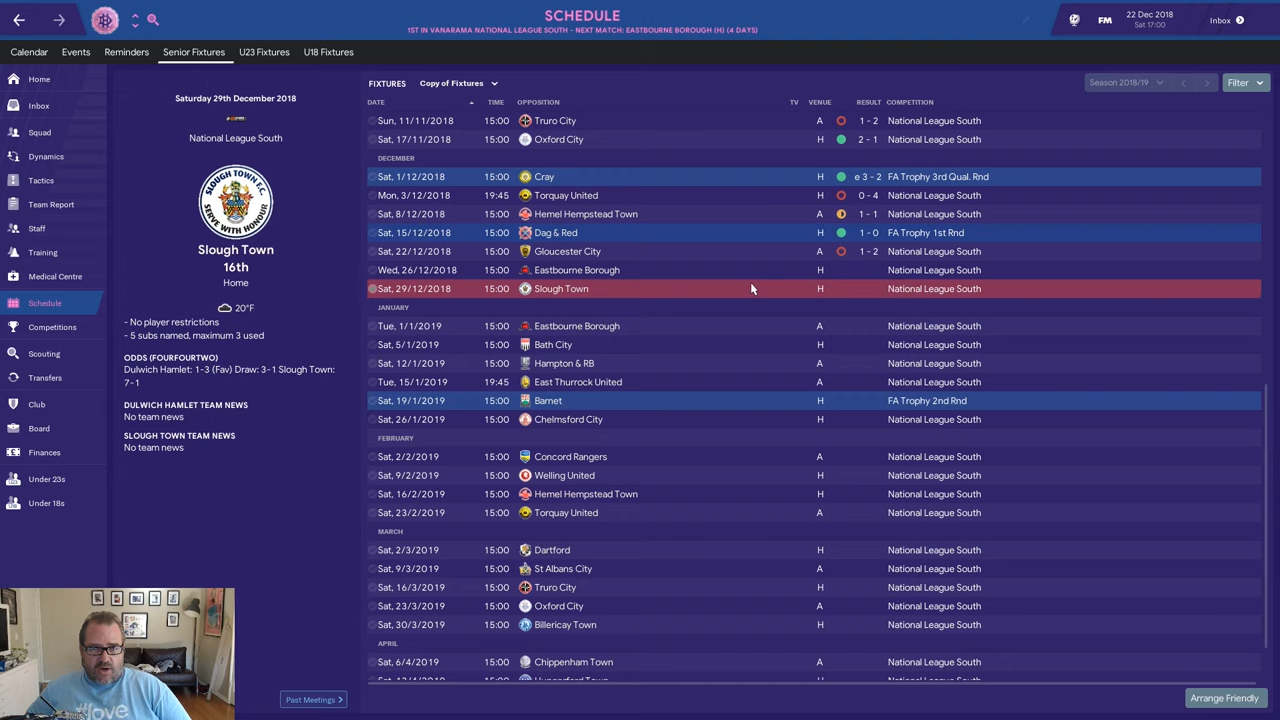 SCHEDULE
1ST IN VANARAMA NATIONAL LEAGUE SOUTH - NEXT MATCH: EASTBOURNE BOROUGH (H) (4 DAYS)
FM
22 Dec 2018
Sat 17:00
Inbox
Calendar Events Reminders Senior Fixtures U23 Fixtures U18 Fixtures
Home
Inbox
Squad
Dynamics
Tactics
Team Report
Staff
Training
Medical Centre
Schedule
Competitions
Scouting
Transfers
Club
Board
Finances
Under 23s
Under 18s
Saturday 29th December 2018
National League South
SLOUGH TOWN F.C.
SERVE WITH HONOUR
Slough Town
16th
Home
20°F
- No player restrictions
- 5 subs named, maximum 3 used
ODDS (FOURFOURTWO)
Dulwich Hamlet: 1-3 (Fav) Draw: 3-1 Slough Town:
7-1
DULWICH HAMLET TEAM NEWS
No team news
SLOUGH TOWN TEAM NEWS
No team news
Past Meetings
FIXTURES Copy of Fixtures
Season 2018/19
Filter
DATE TIME OPPOSITION TV VENUE RESULT COMPETITION
Sun, 11/11/2018 15:00 Truro City A 1 - 2 National League South
Sat, 17/11/2018 15:00 Oxford City H 2 - 1 National League South
DECEMBER
Sat, 1/12/2018 15:00 Cray H e 3 - 2 FA Trophy 3rd Qual. Rnd
Mon, 3/12/2018 19:45 Torquay United H 0 - 4 National League South
Sat, 8/12/2018 15:00 Hemel Hempstead Town A 1 - 1 National League South
Sat, 15/12/2018 15:00 Dag & Red H 1 - 0 FA Trophy 1st Rnd
Sat, 22/12/2018 15:00 Gloucester City A 1 - 2 National League South
Wed, 26/12/2018 15:00 Eastbourne Borough H National League South
Sat, 29/12/2018 15:00 Slough Town H National League South
JANUARY
Tue, 1/1/2019 15:00 Eastbourne Borough A National League South
Sat, 5/1/2019 15:00 Bath City H National League South
Sat, 12/1/2019 15:00 Hampton & RB A National League South
Tue, 15/1/2019 19:45 East Thurrock United A National League South
Sat, 19/1/2019 15:00 Barnet H FA Trophy 2nd Rnd
Sat, 26/1/2019 15:00 Chelmsford City H National League South
FEBRUARY
Sat, 2/2/2019 15:00 Concord Rangers A National League South
Sat, 9/2/2019 15:00 Welling United H National League South
Sat, 16/2/2019 15:00 Hemel Hempstead Town H National League South
Sat, 23/2/2019 15:00 Torquay United A National League South
MARCH
Sat, 2/3/2019 15:00 Dartford H National League South
Sat, 9/3/2019 15:00 St Albans City A National League South
Sat, 16/3/2019 15:00 Truro City H National League South
Sat, 23/3/2019 15:00 Oxford City A National League South
Sat, 30/3/2019 15:00 Billericay Town H National League South
APRIL
Sat, 6/4/2019 15:00 Chippenham Town A National League South
Sat, 13/4/2019 15:00 Hungerford Town H National League South
Arrange Friendly